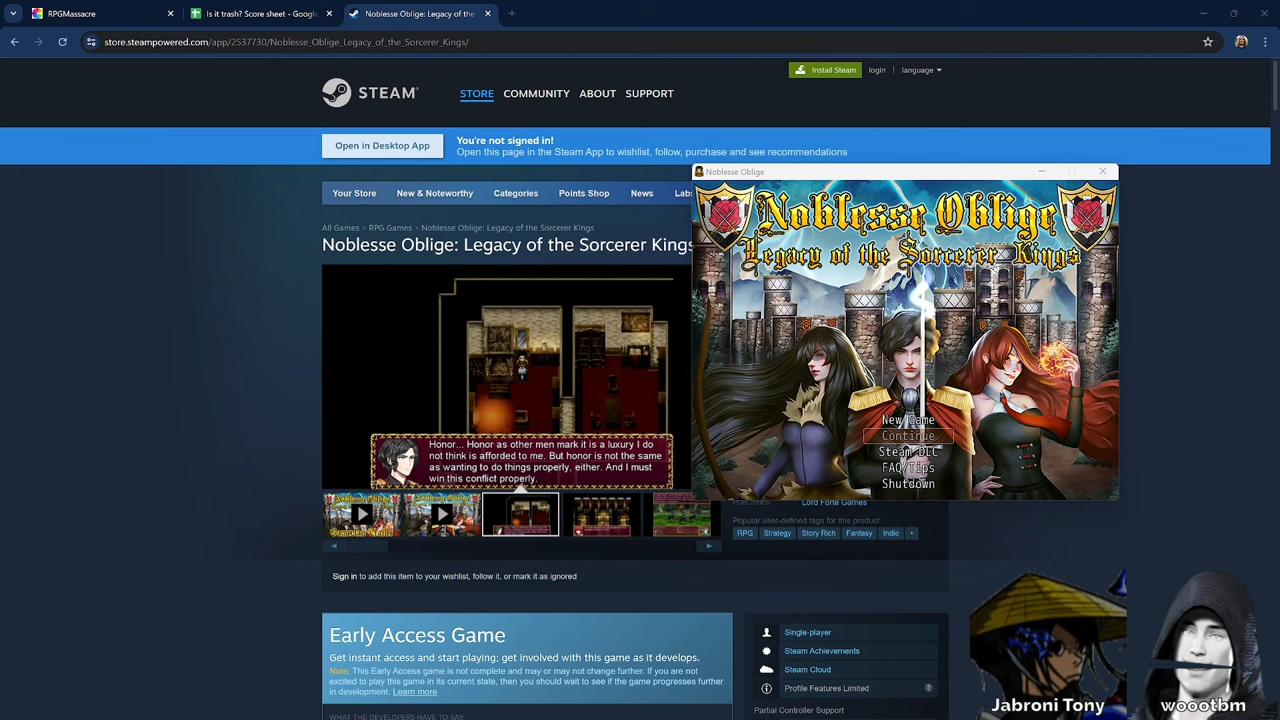 RPGMassacre
Is it trash? Score sheet - Google
Noblesse Oblige: Legacy of the
store.steampowered.com/app/2537730/Noblesse_Oblige_Legacy_of_the_Sorcerer_Kings/
Install Steam
login
language
STEAM
STORE
COMMUNITY
ABOUT
SUPPORT
Open in Desktop App
You're not signed in!
Open this page in the Steam App to wishlist, follow, purchase and see recommendations
Your Store
New & Noteworthy
Categories
Points Shop
News
Labs
All Games > RPG Games > Noblesse Oblige: Legacy of the Sorcerer Kings
Noblesse Oblige: Legacy of the Sorcerer Kings
Honor... Honor as other men mark it is a luxury I do
not think is afforded to me. But honor is not the same
as wanting to do things properly, either. And I must
win this conflict properly.
Noblesse Oblige
Noblesse Oblige
Legacy of the Sorcerer Kings
New Game
Continue
Steam DLC
FAQ/Tips
Shutdown
PUBLISHER:
Lord Forte Games
Popular user-defined tags for this product:
RPG
Strategy
Story Rich
Fantasy
Indie
+
Sign in to add this item to your wishlist, follow it, or mark it as ignored
Early Access Game
Get instant access and start playing; get involved with this game as it develops.
Note: This Early Access game is not complete and may or may not change further. If you are
not excited to play this game in its current state, then you should wait to see if the game progresses further
in development. Learn more
WHAT THE DEVELOPERS HAVE TO SAY:
Single-player
Steam Achievements
Steam Cloud
Profile Features Limited
?
Partial Controller Support
Jabroni Tony
woootbm